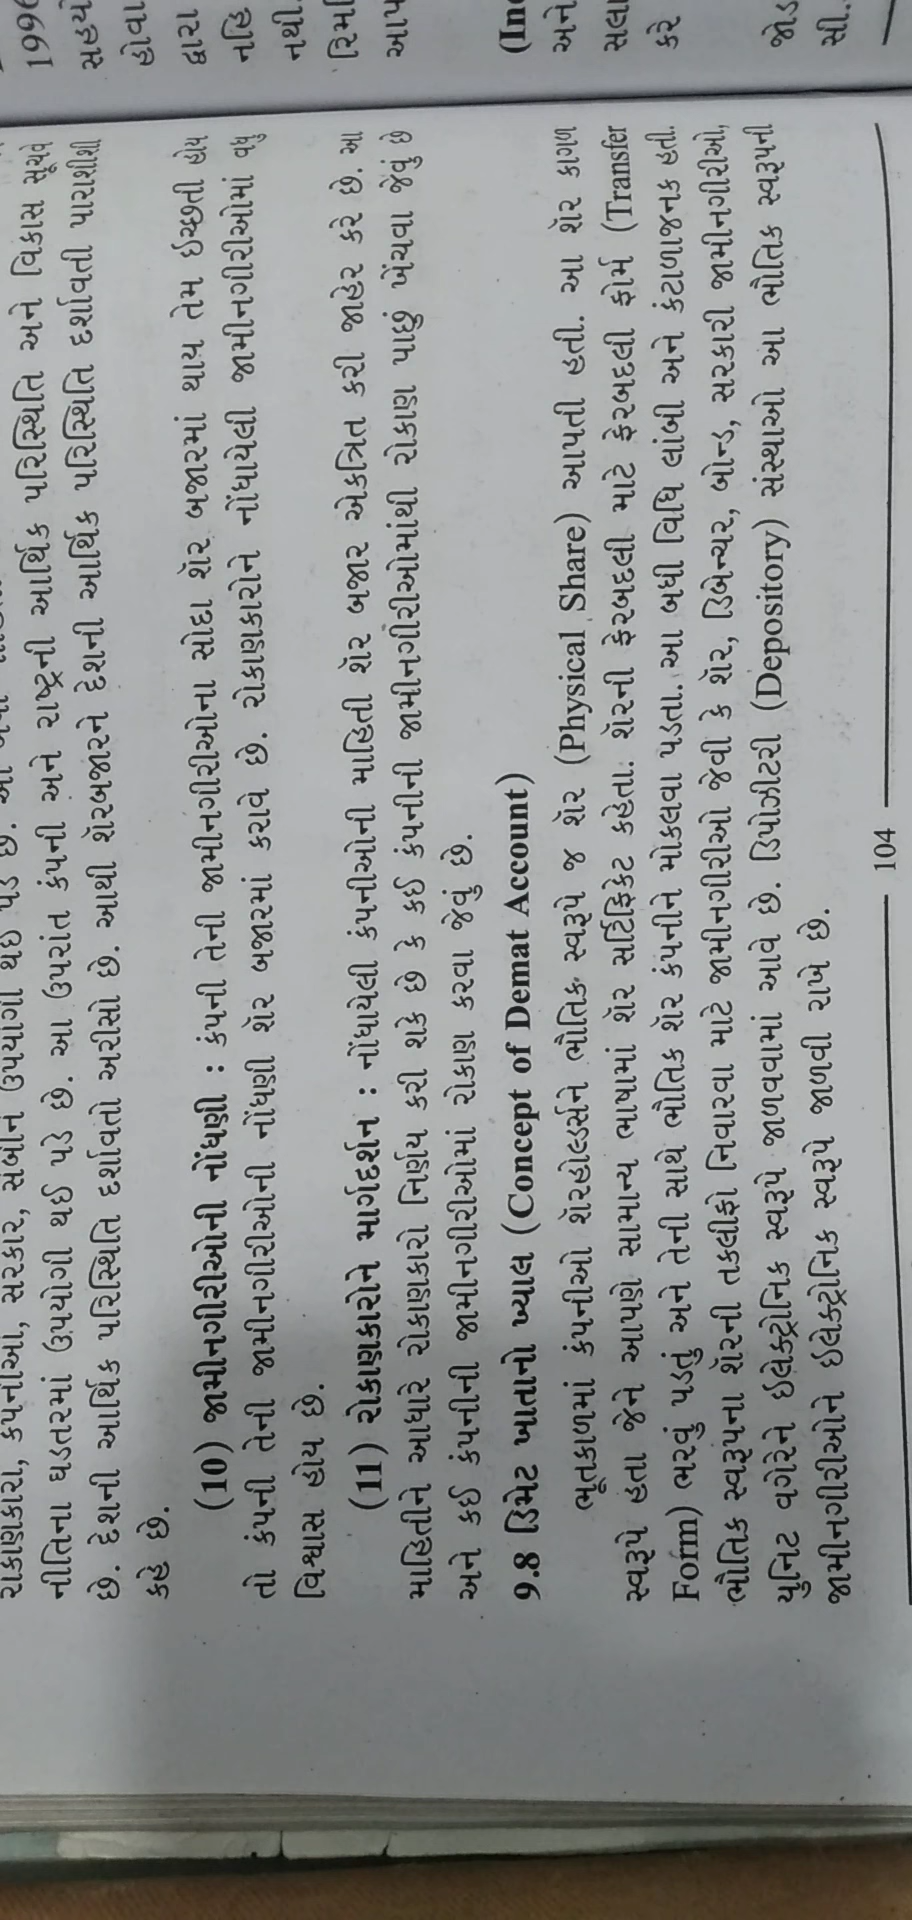 રોકાણકારો, કંપનીઓ, સરકાર,
નીતિના ઘડતરમાં ઉપયોગી થઈ પડે છે. આ ઉપરાંત કંપની અને રાષ્ટ્રની આર્થિક પરિસ્થિતિ અને વિકાસ સૂચવે
છે. દેશની આર્થિક પરિસ્થિતિ દર્શાવતો અરીસો છે. આથી શૅરબજારને દેશની આર્થિક પરિસ્થિતિ દર્શાવતી પારાશીશી
કહે છે.
(10) જામીનગીરીઓની નોંધણી : કંપની તેની જામીનગીરીઓના સોદા શૅર બજારમાં થાય તેમ ઇચ્છતી હોય
તો કંપની તેની જામીનગીરીઓની નોંધણી શૅર બજારમાં કરાવે છે. રોકાણકારોને નોંધાયેલી જામીનગીરીઓમાં વધુ
વિશ્વાસ હોય છે.
(11) રોકાણકારોને માર્ગદર્શન : નોંધાયેલી કંપનીઓની માહિતી શૅર બજાર એકત્રિત કરી જાહેર કરે છે. આ
માહિતીને આધારે રોકાણકારો નિર્ણય કરી શકે છે કે કઈ કંપનીની જામીનગીરીઓમાંથી રોકાણ પાછું ખેંચવા જેવું છે
અને કઈ કંપનીની જામીનગીરીઓમાં રોકાણ કરવા જેવું છે.
9.8 ડિમેટ ખાતાનો ખ્યાલ (Concept of Demat Account)
ભૂતકાળમાં કંપનીઓ શૅરહોલ્ડર્સને ભૌતિક સ્વરૂપે જ શૅર (Physical Share) આપતી હતી. આ શૅર કાગળ
સ્વરૂપે હતા જેને આપણે સામાન્ય ભાષામાં શૅર સર્ટિફિકેટ કહેતા. શૅરની ફેરબદલી માટે ફેરબદલી ફોર્મ (Transfer
Form) ભરવું પડતું અને તેની સાથે ભૌતિક શૅર કંપનીને મોકલવા પડતા. આ બધી વિધિ લાંબી અને કંટાળાજનક હતી.
ભૌતિક સ્વરૂપના શૅરની તકલીફો નિવારવા માટે જામીનગીરીઓ જેવી કે શૅર, ડિબેન્ચર, બોન્ડ, સરકારી જામીનગીરીઓ,
યુનિટ વગેરેને ઇલેક્ટ્રોનિક સ્વરૂપે જાળવવામાં આવે છે. ડિપોઝીટરી (Depository) સંસ્થાઓ આ ભૌતિક સ્વરૂપની
જામીનગીરીઓને ઇલેક્ટ્રોનિક સ્વરૂપે જાળવી રાખે છે.
104
1996
હોવા
દ્વારા
નહિ
નથી.
અને
સલા
કરે
જોડ